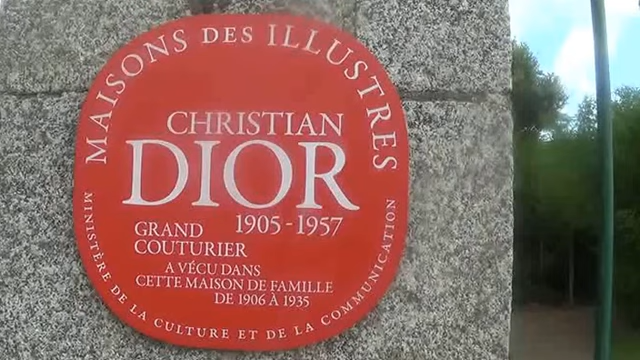 MAISONS DES ILLUSTRES
CHRISTIAN
DIOR
1905-1957
GRAND
COUTURIER
A VÉCU DANS
CETTE MAISON DE FAMILLE
DE 1906 À 1935
MINISTÈRE DE LA CULTURE ET DE LA COMMUNICATION